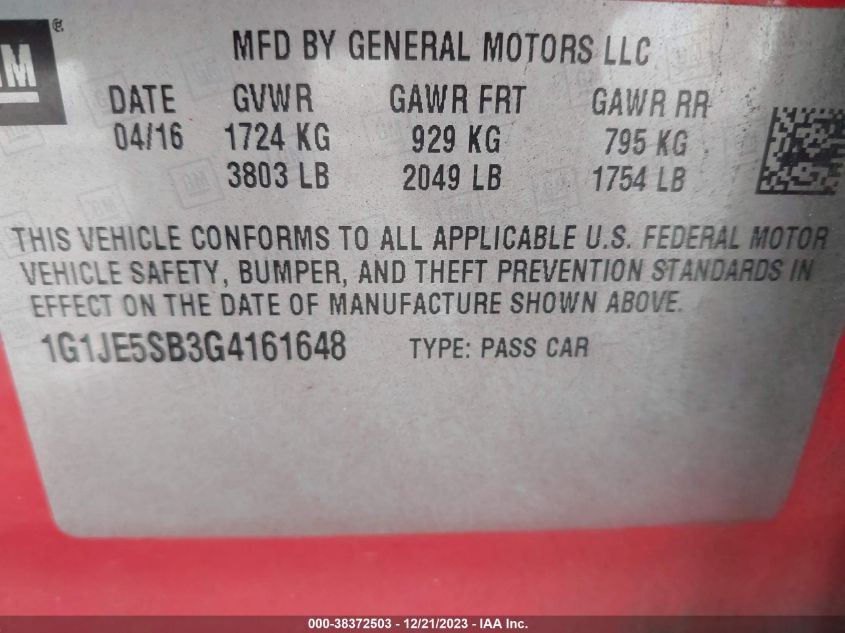 GM ®
MFD BY GENERAL MOTORS LLC
DATE GVWR GAWR FRT GAWR RR
04/16 1724 KG 929 KG 795 KG
3803 LB 2049 LB 1754 LB
THIS VEHICLE CONFORMS TO ALL APPLICABLE U.S. FEDERAL MOTOR
VEHICLE SAFETY, BUMPER, AND THEFT PREVENTION STANDARDS IN
EFFECT ON THE DATE OF MANUFACTURE SHOWN ABOVE.
1G1JE5SB3G4161648 TYPE: PASS CAR
000-38372503 - 12/21/2023 - IAA Inc.